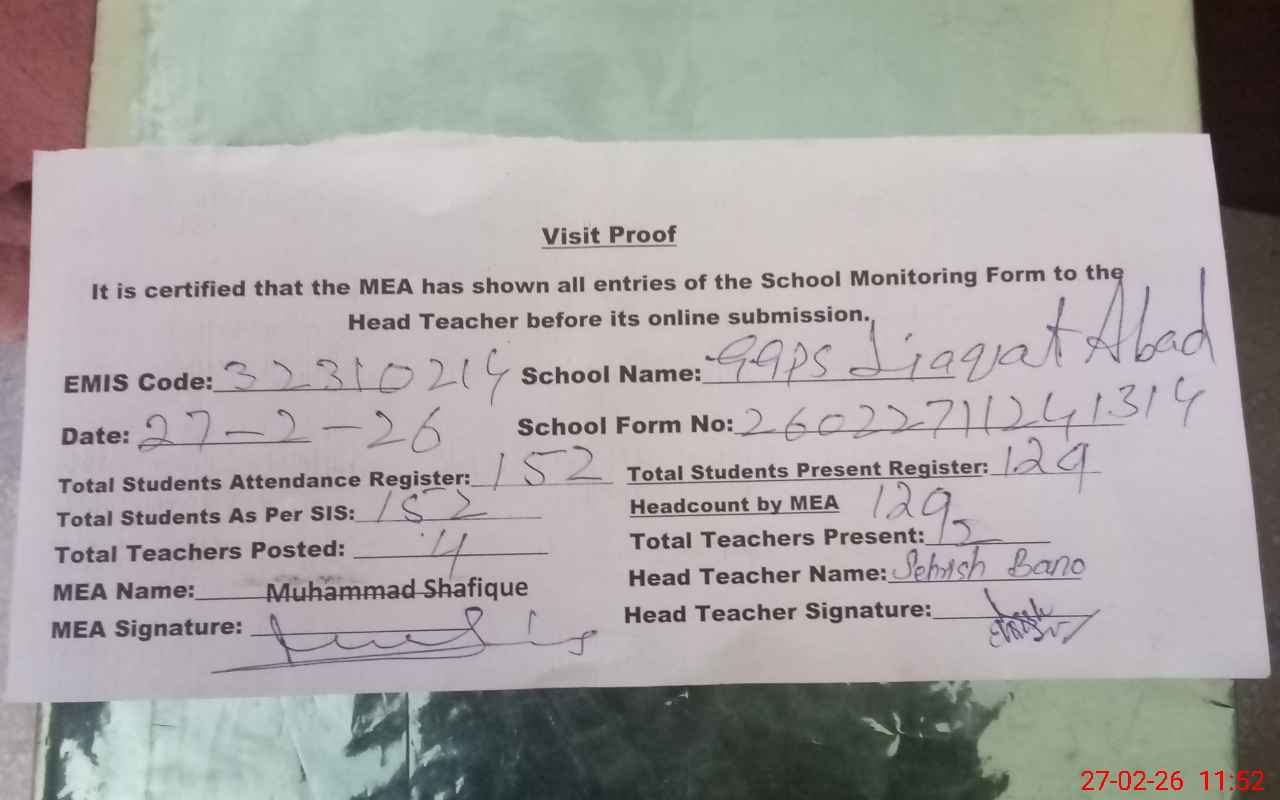 Visit Proof
It is certified that the MEA has shown all entries of the School Monitoring Form to the
Head Teacher before its online submission.
EMIS Code: 32310214 School Name: GGPS Liaqat Abad
Date: 27-2-26 School Form No: 26022711241314
Total Students Attendance Register: 152 Total Students Present Register: 129
Total Students As Per SIS: 152 Headcount by MEA 129
Total Teachers Posted: 4 Total Teachers Present:
MEA Name: Muhammad Shafique Head Teacher Name: Sehrish Bano
MEA Signature: Head Teacher Signature:
27-02-26 11:52